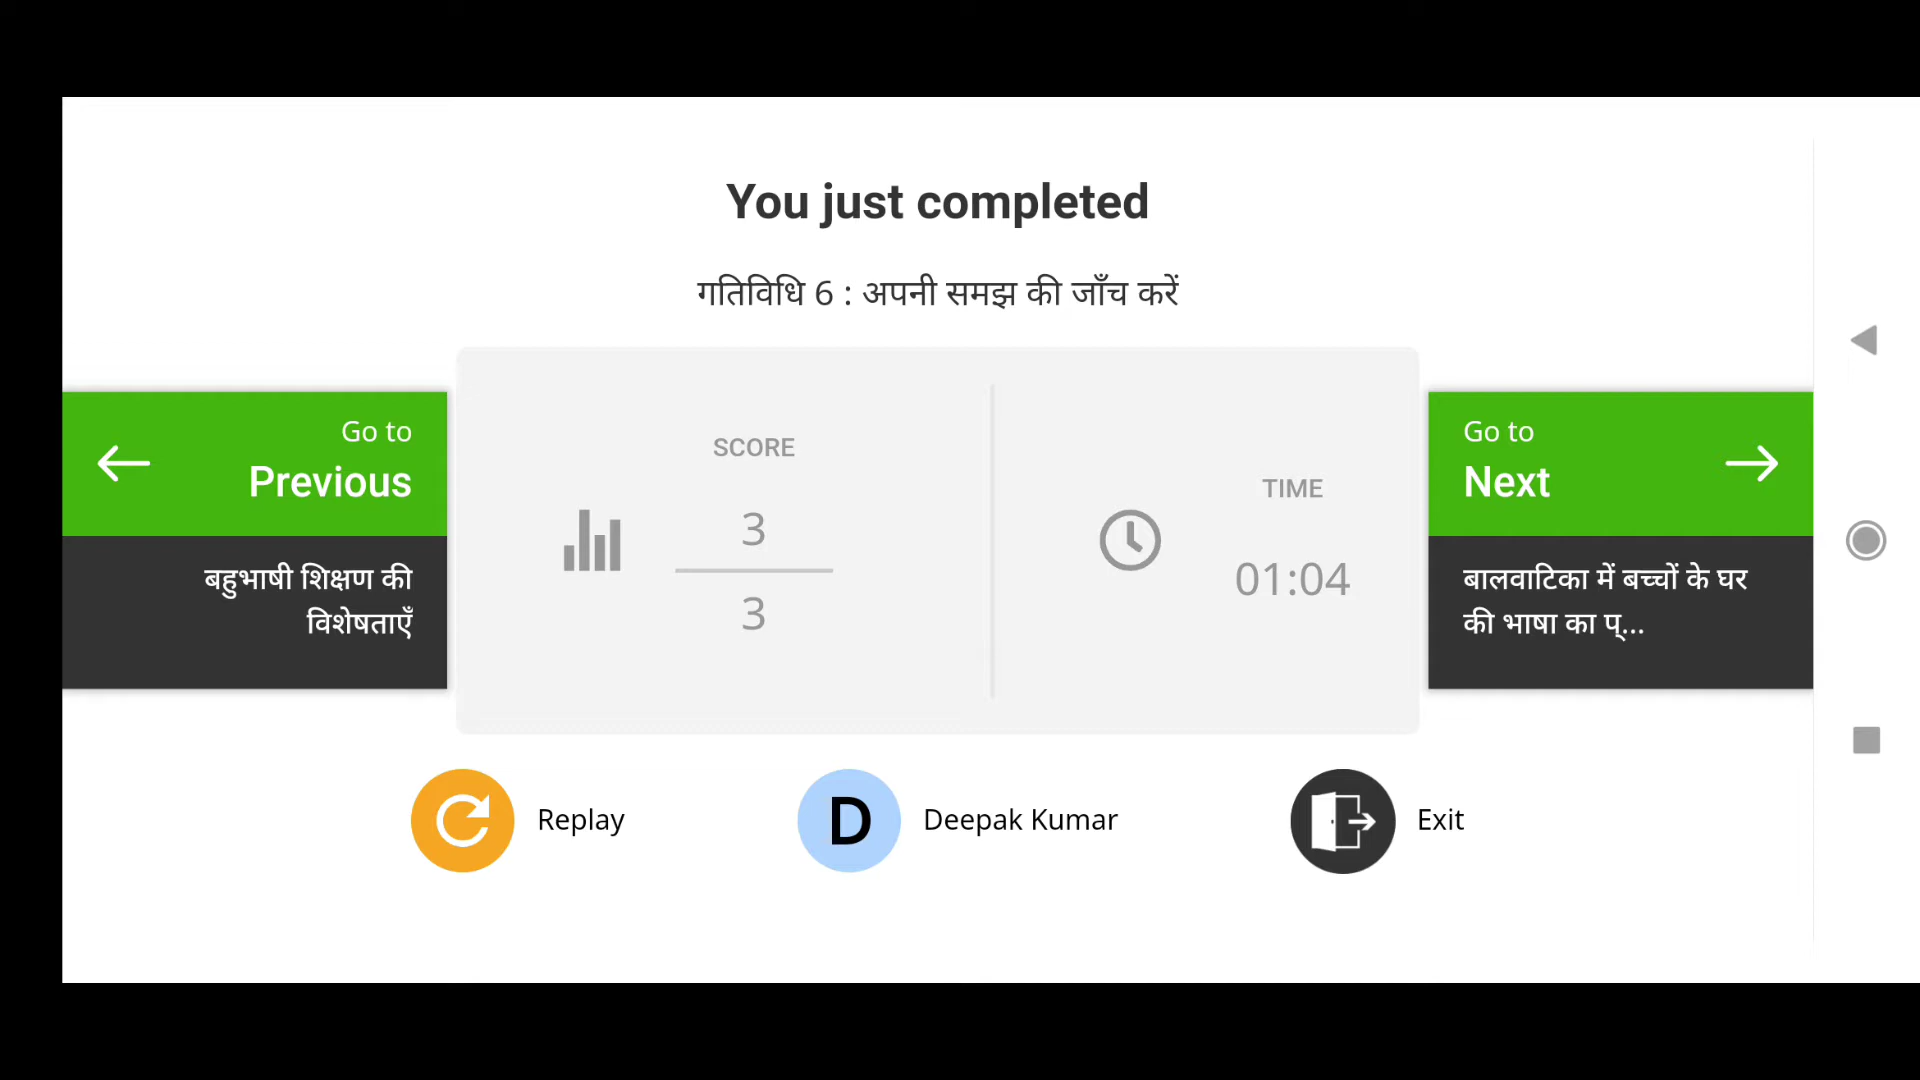 You just completed
गतिविधि 6 : अपनी समझ की जाँच करें
Go to
Previous
बहुभाषी शिक्षण की
विशेषताएँ
SCORE
3
3
TIME
01:04
Go to
Next
बालवाटिका में बच्चों के घर
की भाषा का प्...
Replay
D
Deepak Kumar
Exit